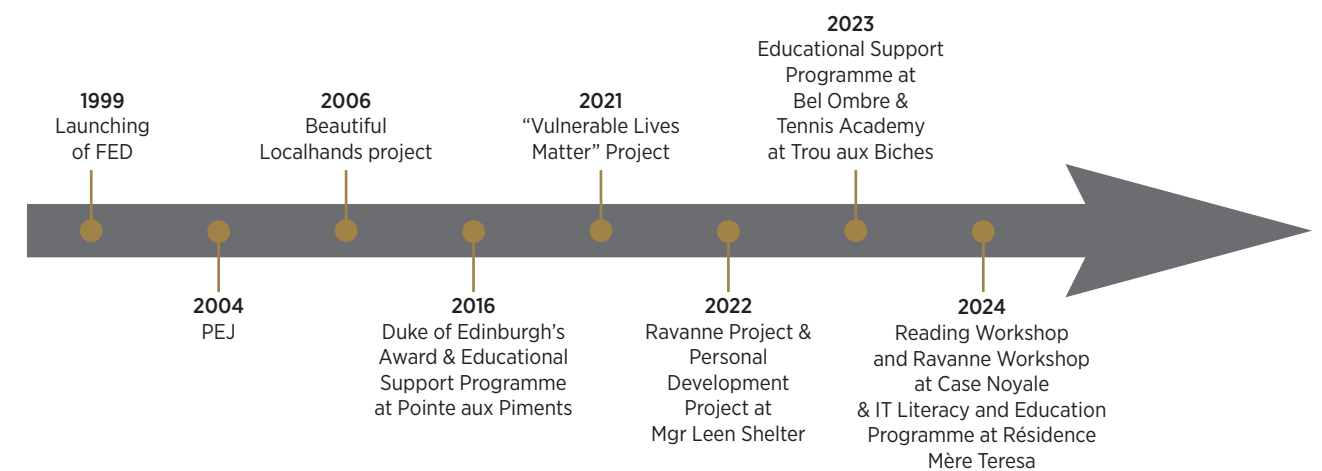 1999
Launching
of FED
2004
PEJ
2006
Beautiful
Localhands project
2016
Duke of Edinburgh’s
Award & Educational
Support Programme
at Pointe aux Piments
2021
“Vulnerable Lives
Matter” Project
2022
Ravanne Project &
Personal
Development
Project at
Mgr Leen Shelter
2023
Educational Support
Programme at
Bel Ombre &
Tennis Academy
at Trou aux Biches
2024
Reading Workshop
and Ravanne Workshop
at Case Noyale
& IT Literacy and Education
Programme at Résidence
Mère Teresa